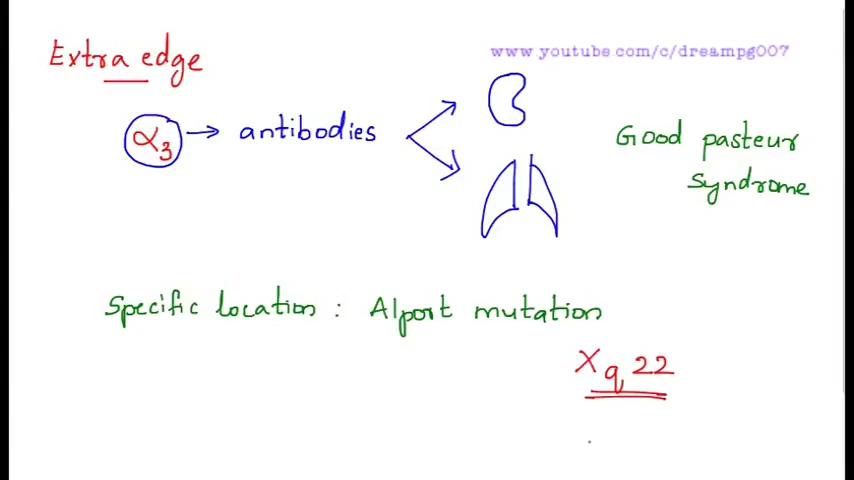 Extra edge
www.youtube.com/c/dreampg007
α3 → antibodies
Good pasteur
syndrome
Specific location : Alport mutation
Xq22